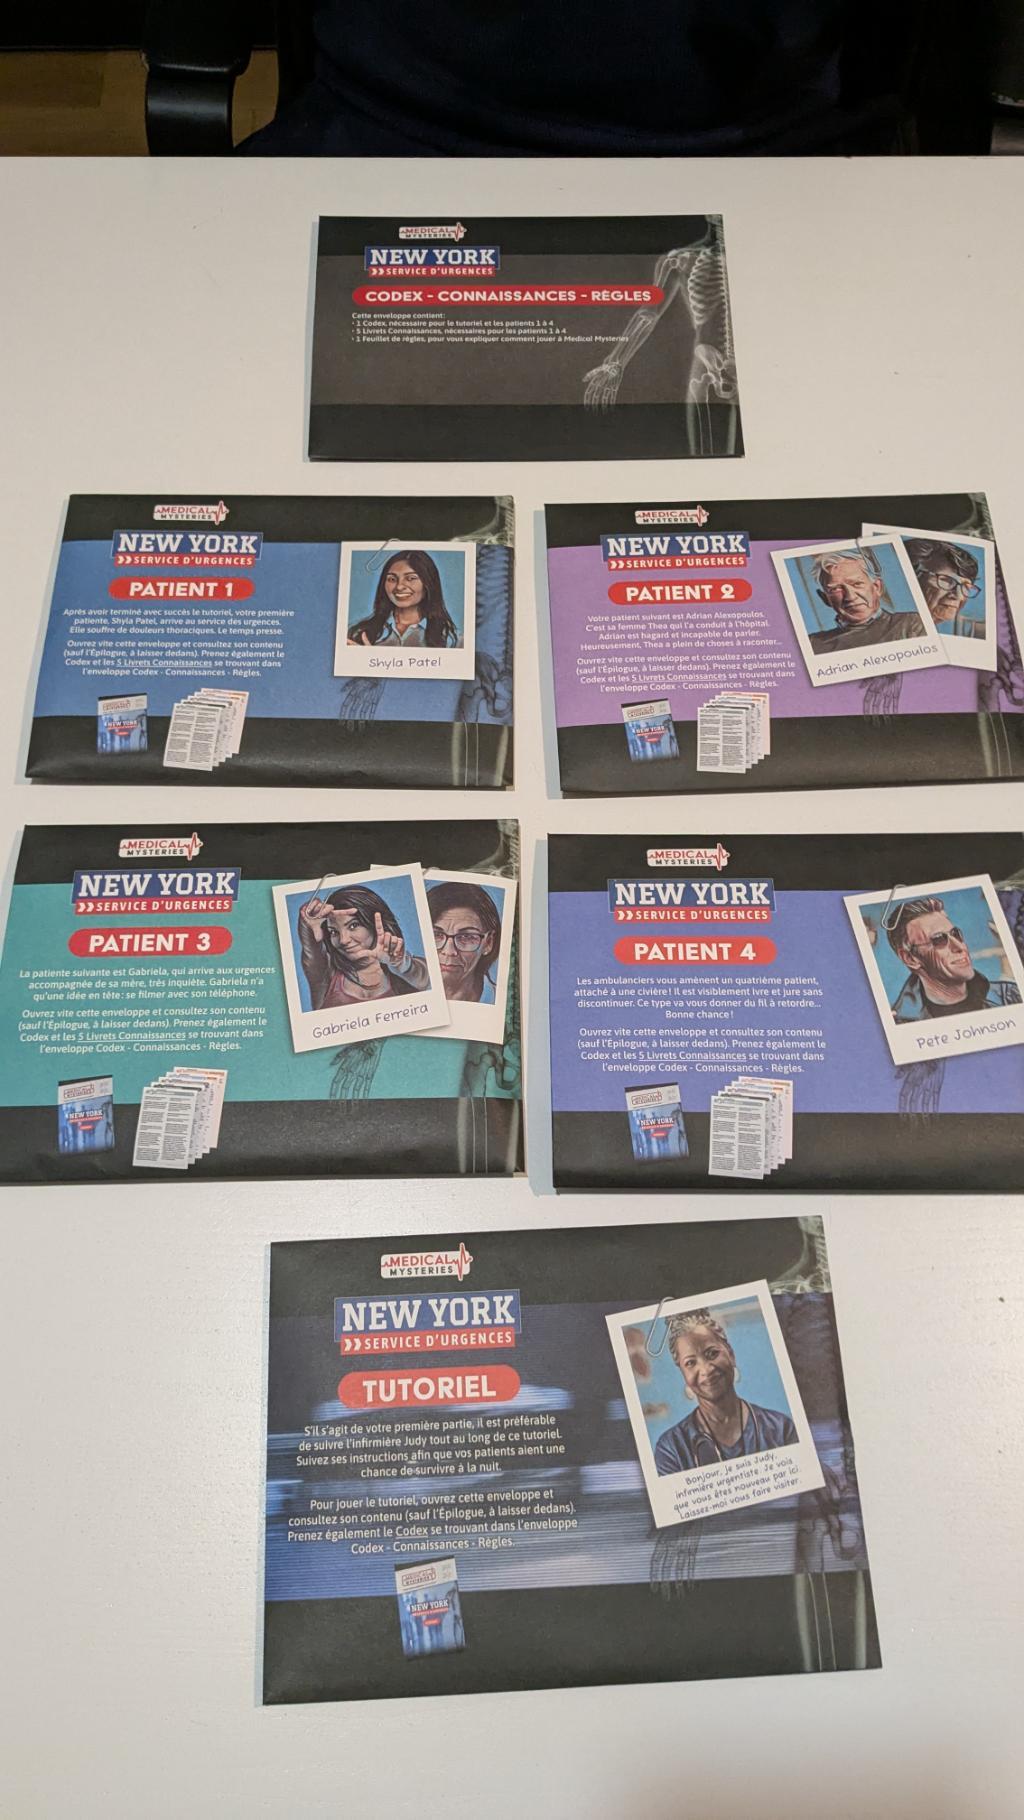 MEDICAL
MYSTERIES
NEW YORK
SERVICE D'URGENCES
CODEX - CONNAISSANCES - RÈGLES
Cette enveloppe contient:
• 1 Codex, nécessaire pour le tutoriel et les patients 1 à 4
• 5 Livrets Connaissances, nécessaires pour les patients 1 à 4
• 1 Feuillet de règles, pour vous expliquer comment jouer à Medical Mysteries
MEDICAL
MYSTERIES
NEW YORK
SERVICE D'URGENCES
PATIENT 1
Après avoir terminé avec succès le tutoriel, votre première
patiente, Shyla Patel, arrive au service des urgences.
Elle souffre de douleurs thoraciques. Le temps presse.
Ouvrez vite cette enveloppe et consultez son contenu
(sauf l'Épilogue, à laisser dedans). Prenez également le
Codex et les 5 Livrets Connaissances se trouvant dans
l'enveloppe Codex - Connaissances - Règles.
Shyla Patel
NEW YORK
MEDICAL
MYSTERIES
NEW YORK
SERVICE D'URGENCES
PATIENT 2
Votre patient suivant est Adrian Alexopoulos.
C'est sa femme Thea qui l'a conduit à l'hôpital.
Adrian est hagard et incapable de parler.
Heureusement, Thea a plein de choses à raconter...
Ouvrez vite cette enveloppe et consultez son contenu
(sauf l'Épilogue, à laisser dedans). Prenez également le
Codex et les 5 Livrets Connaissances se trouvant dans
l'enveloppe Codex - Connaissances - Règles.
Adrian Alexopoulos
NEW YORK
MEDICAL
MYSTERIES
NEW YORK
SERVICE D'URGENCES
PATIENT 3
La patiente suivante est Gabriela, qui arrive aux urgences
accompagnée de sa mère, très inquiète. Gabriela n'a
qu'une idée en tête: se filmer avec son téléphone.
Ouvrez vite cette enveloppe et consultez son contenu
(sauf l'Épilogue, à laisser dedans). Prenez également le
Codex et les 5 Livrets Connaissances se trouvant dans
l'enveloppe Codex - Connaissances - Règles.
Gabriela Ferreira
NEW YORK
MEDICAL
MYSTERIES
NEW YORK
SERVICE D'URGENCES
PATIENT 4
Les ambulanciers vous amènent un quatrième patient,
attaché à une civière! Il est visiblement ivre et jure sans
discontinuer. Ce type va vous donner du fil à retordre...
Bonne chance!
Ouvrez vite cette enveloppe et consultez son contenu
(sauf l'Épilogue, à laisser dedans). Prenez également le
Codex et les 5 Livrets Connaissances se trouvant dans
l'enveloppe Codex - Connaissances - Règles.
Pete Johnson
NEW YORK
MEDICAL
MYSTERIES
NEW YORK
SERVICE D'URGENCES
TUTORIEL
S'il s'agit de votre première partie, il est préférable
de suivre l'infirmière Judy tout au long de ce tutoriel.
Suivez ses instructions afin que vos patients aient une
chance de survivre à la nuit.
Pour jouer le tutoriel, ouvrez cette enveloppe et
consultez son contenu (sauf l'Épilogue, à laisser dedans).
Prenez également le Codex se trouvant dans l'enveloppe
Codex - Connaissances - Règles.
Bonjour, je suis Judy,
infirmière urgentiste. Je vois
que vous êtes nouveau par ici.
Laissez-moi vous faire visiter.
MEDICAL
MYSTERIES
NEW YORK